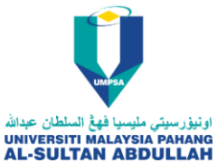 UMPSA
اونيۏرسيتي مليسيا ڤهڠ السلطان عبدالله
UNIVERSITI MALAYSIA PAHANG
AL-SULTAN ABDULLAH